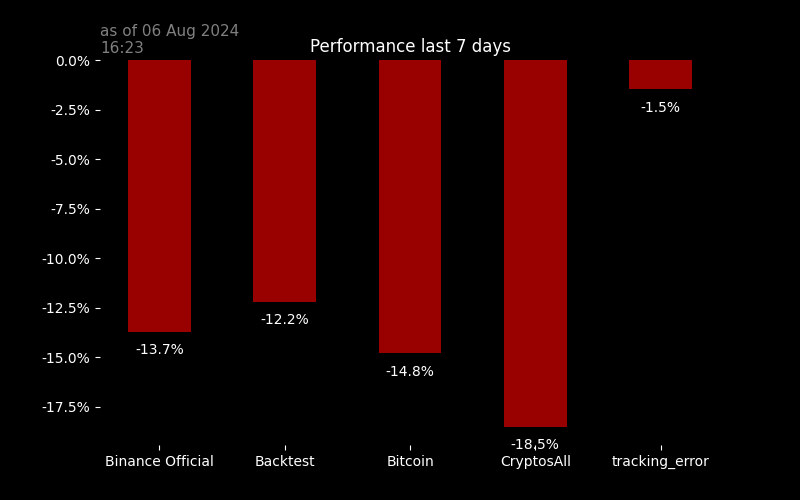 as of 06 Aug 2024
16:23
Performance last 7 days
0.0%
-2.5%
-5.0%
-7.5%
-10.0%
-12.5%
-15.0%
-17.5%
-13.7%
-12.2%
-14.8%
-18.5%
-1.5%
Binance Official
Backtest
Bitcoin
CryptosAll
tracking_error